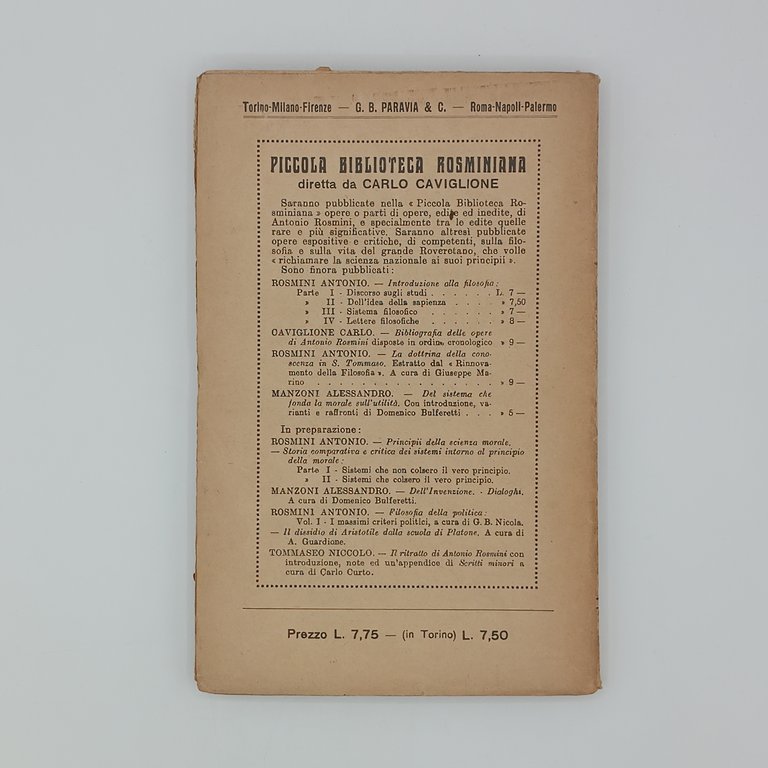 Torino-Milano-Firenze — G. B. PARAVIA & C. — Roma-Napoli-Palermo
PICCOLA BIBLIOTECA ROSMINIANA
diretta da CARLO CAVIGLIONE
Saranno pubblicate nella « Piccola Biblioteca Ro-
sminiana » opere o parti di opere, edite ed inedite, di
Antonio Rosmini, e specialmente tra le edite quelle
rare e più significative. Saranno altresì pubblicate
opere espositive e critiche, di competenti, sulla filo-
sofia e sulla vita del grande Roveretano, che volle
« richiamare la scienza nazionale ai suoi principii ».
Sono finora pubblicati:
ROSMINI ANTONIO. — Introduzione alla filosofia:
Parte I - Discorso sugli studi . . . . . . L. 7 —
» II - Dell'idea della sapienza . . . . » 7,50
» III - Sistema filosofico . . . . . . » 7 —
» IV - Lettere filosofiche . . . . . . » 8 —
CAVIGLIONE CARLO. — Bibliografia delle opere
di Antonio Rosmini disposte in ordine cronologico » 9 —
ROSMINI ANTONIO. — La dottrina della cono-
scenza in S. Tommaso. Estratto dal « Rinnova-
mento della Filosofia ». A cura di Giuseppe Ma-
rino . . . . . . . . . . . . . . . » 9 —
MANZONI ALESSANDRO. — Del sistema che
fonda la morale sull'utilità. Con introduzione, va-
rianti e raffronti di Domenico Bulferetti . . . » 5 —
In preparazione:
ROSMINI ANTONIO. — Principii della scienza morale.
— Storia comparativa e critica dei sistemi intorno al principio
della morale:
Parte I - Sistemi che non colsero il vero principio.
» II - Sistemi che colsero il vero principio.
MANZONI ALESSANDRO. — Dell'Invenzione. - Dialoghi.
A cura di Domenico Bulferetti.
ROSMINI ANTONIO. — Filosofia della politica:
Vol. I - I massimi criteri politici, a cura di G. B. Nicola.
— Il dissidio di Aristotile dalla scuola di Platone. A cura di
A. Guardione.
TOMMASEO NICCOLO. — Il ritratto di Antonio Rosmini con
introduzione, note ed un'appendice di Scritti minori a
cura di Carlo Curto.
Prezzo L. 7,75 — (in Torino) L. 7,50